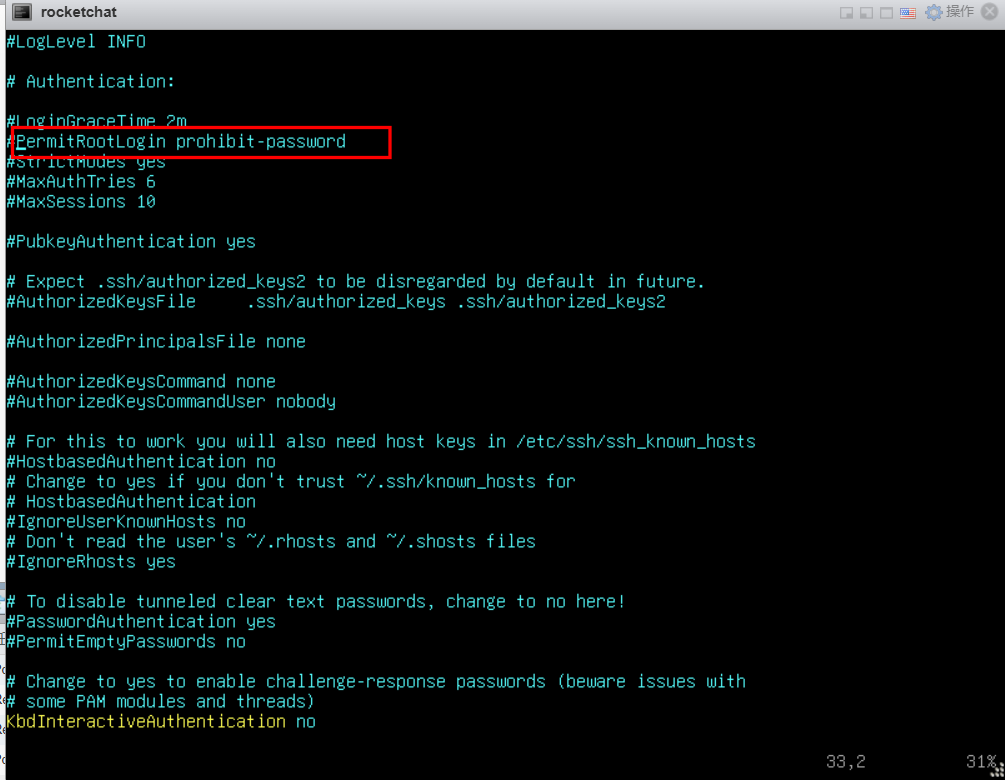 rocketchat
操作
#LogLevel INFO
# Authentication:
#LoginGraceTime 2m
#PermitRootLogin prohibit-password
#StrictModes yes
#MaxAuthTries 6
#MaxSessions 10
#PubkeyAuthentication yes
# Expect .ssh/authorized_keys2 to be disregarded by default in future.
#AuthorizedKeysFile     .ssh/authorized_keys .ssh/authorized_keys2
#AuthorizedPrincipalsFile none
#AuthorizedKeysCommand none
#AuthorizedKeysCommandUser nobody
# For this to work you will also need host keys in /etc/ssh/ssh_known_hosts
#HostbasedAuthentication no
# Change to yes if you don't trust ~/.ssh/known_hosts for
# HostbasedAuthentication
#IgnoreUserKnownHosts no
# Don't read the user's ~/.rhosts and ~/.shosts files
#IgnoreRhosts yes
# To disable tunneled clear text passwords, change to no here!
#PasswordAuthentication yes
#PermitEmptyPasswords no
# Change to yes to enable challenge-response passwords (beware issues with
# some PAM modules and threads)
KbdInteractiveAuthentication no
33,2 31%